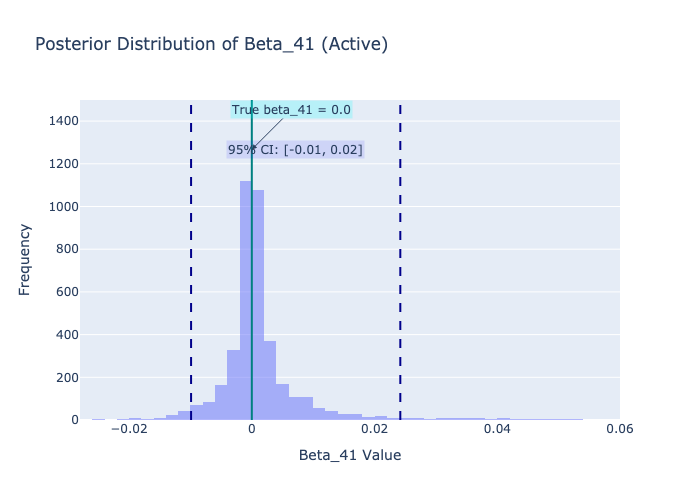 Posterior Distribution of Beta_41 (Active)
True beta_41 = 0.0
95% CI: [-0.01, 0.02]
1400
1200
1000
800
600
400
200
0
Frequency
−0.02
0
0.02
0.04
0.06
Beta_41 Value